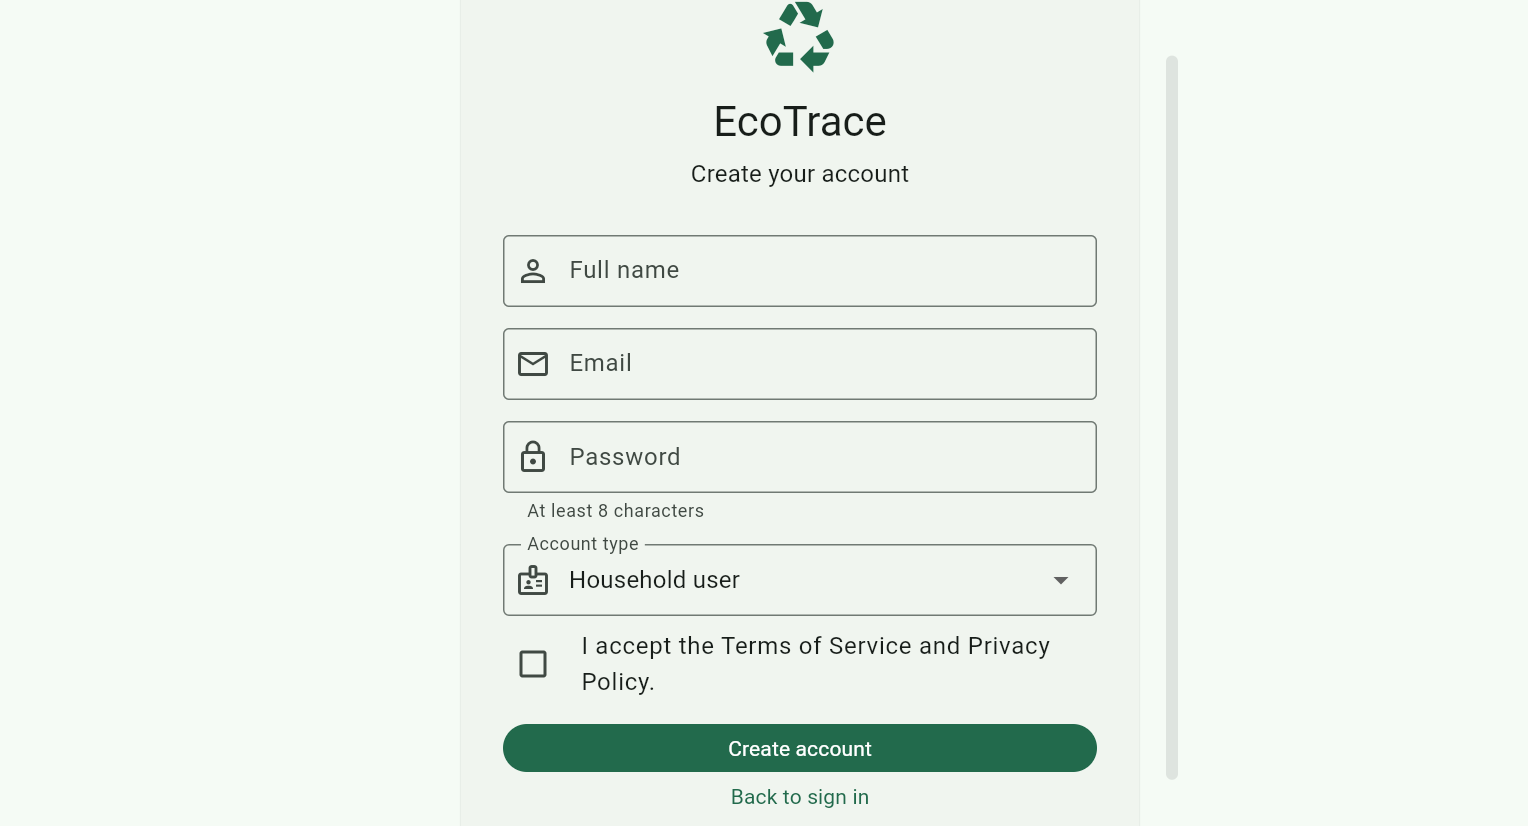 EcoTrace
Create your account
Full name
Email
Password
At least 8 characters
Account type
Household user
I accept the Terms of Service and Privacy
Policy.
Create account
Back to sign in